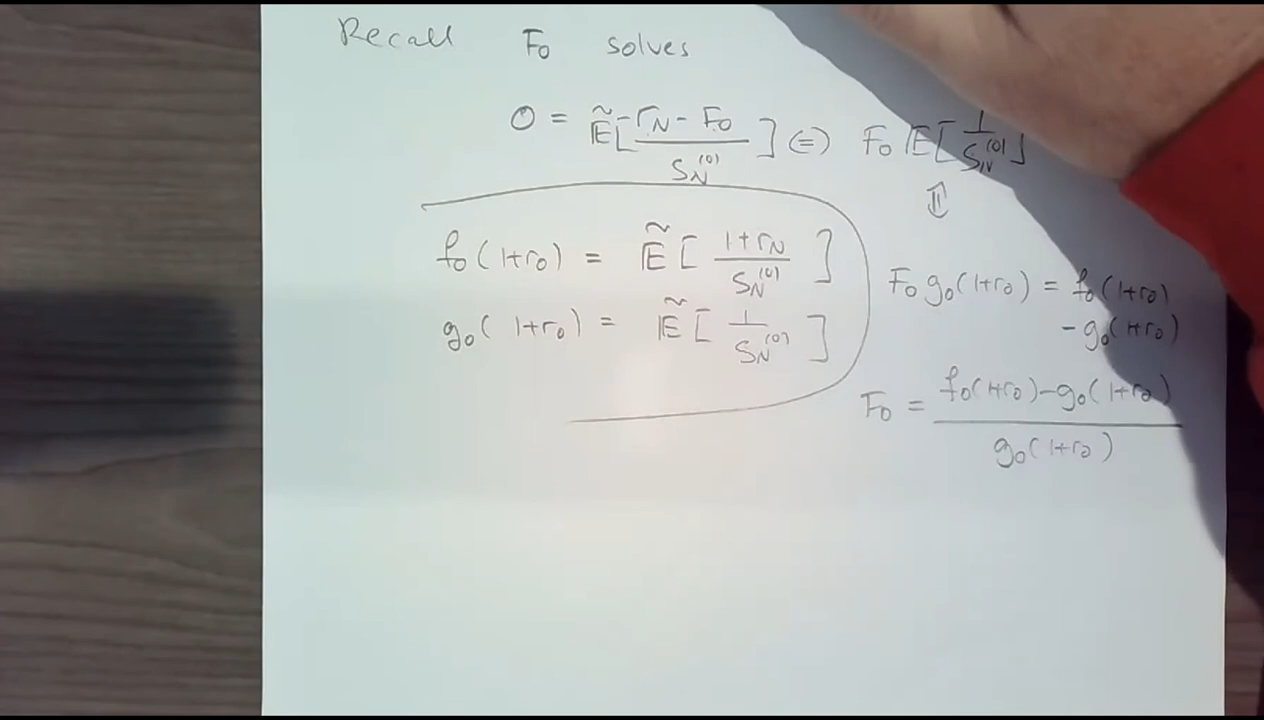 Recall F₀ solves
0 = Ẽ[ (r_N - F₀) / S_N^(0) ] ⇔ F₀ E[ 1 / S_N^(0) ]
⇕
f₀(1+r₀) = Ẽ[ (1+r_N) / S_N^(0) ]
g₀(1+r₀) = Ẽ[ 1 / S_N^(0) ]
F₀ g₀(1+r₀) = f₀(1+r₀)
- g₀(1+r₀)
F₀ = ( f₀(1+r₀) - g₀(1+r₀) ) / g₀(1+r₀)